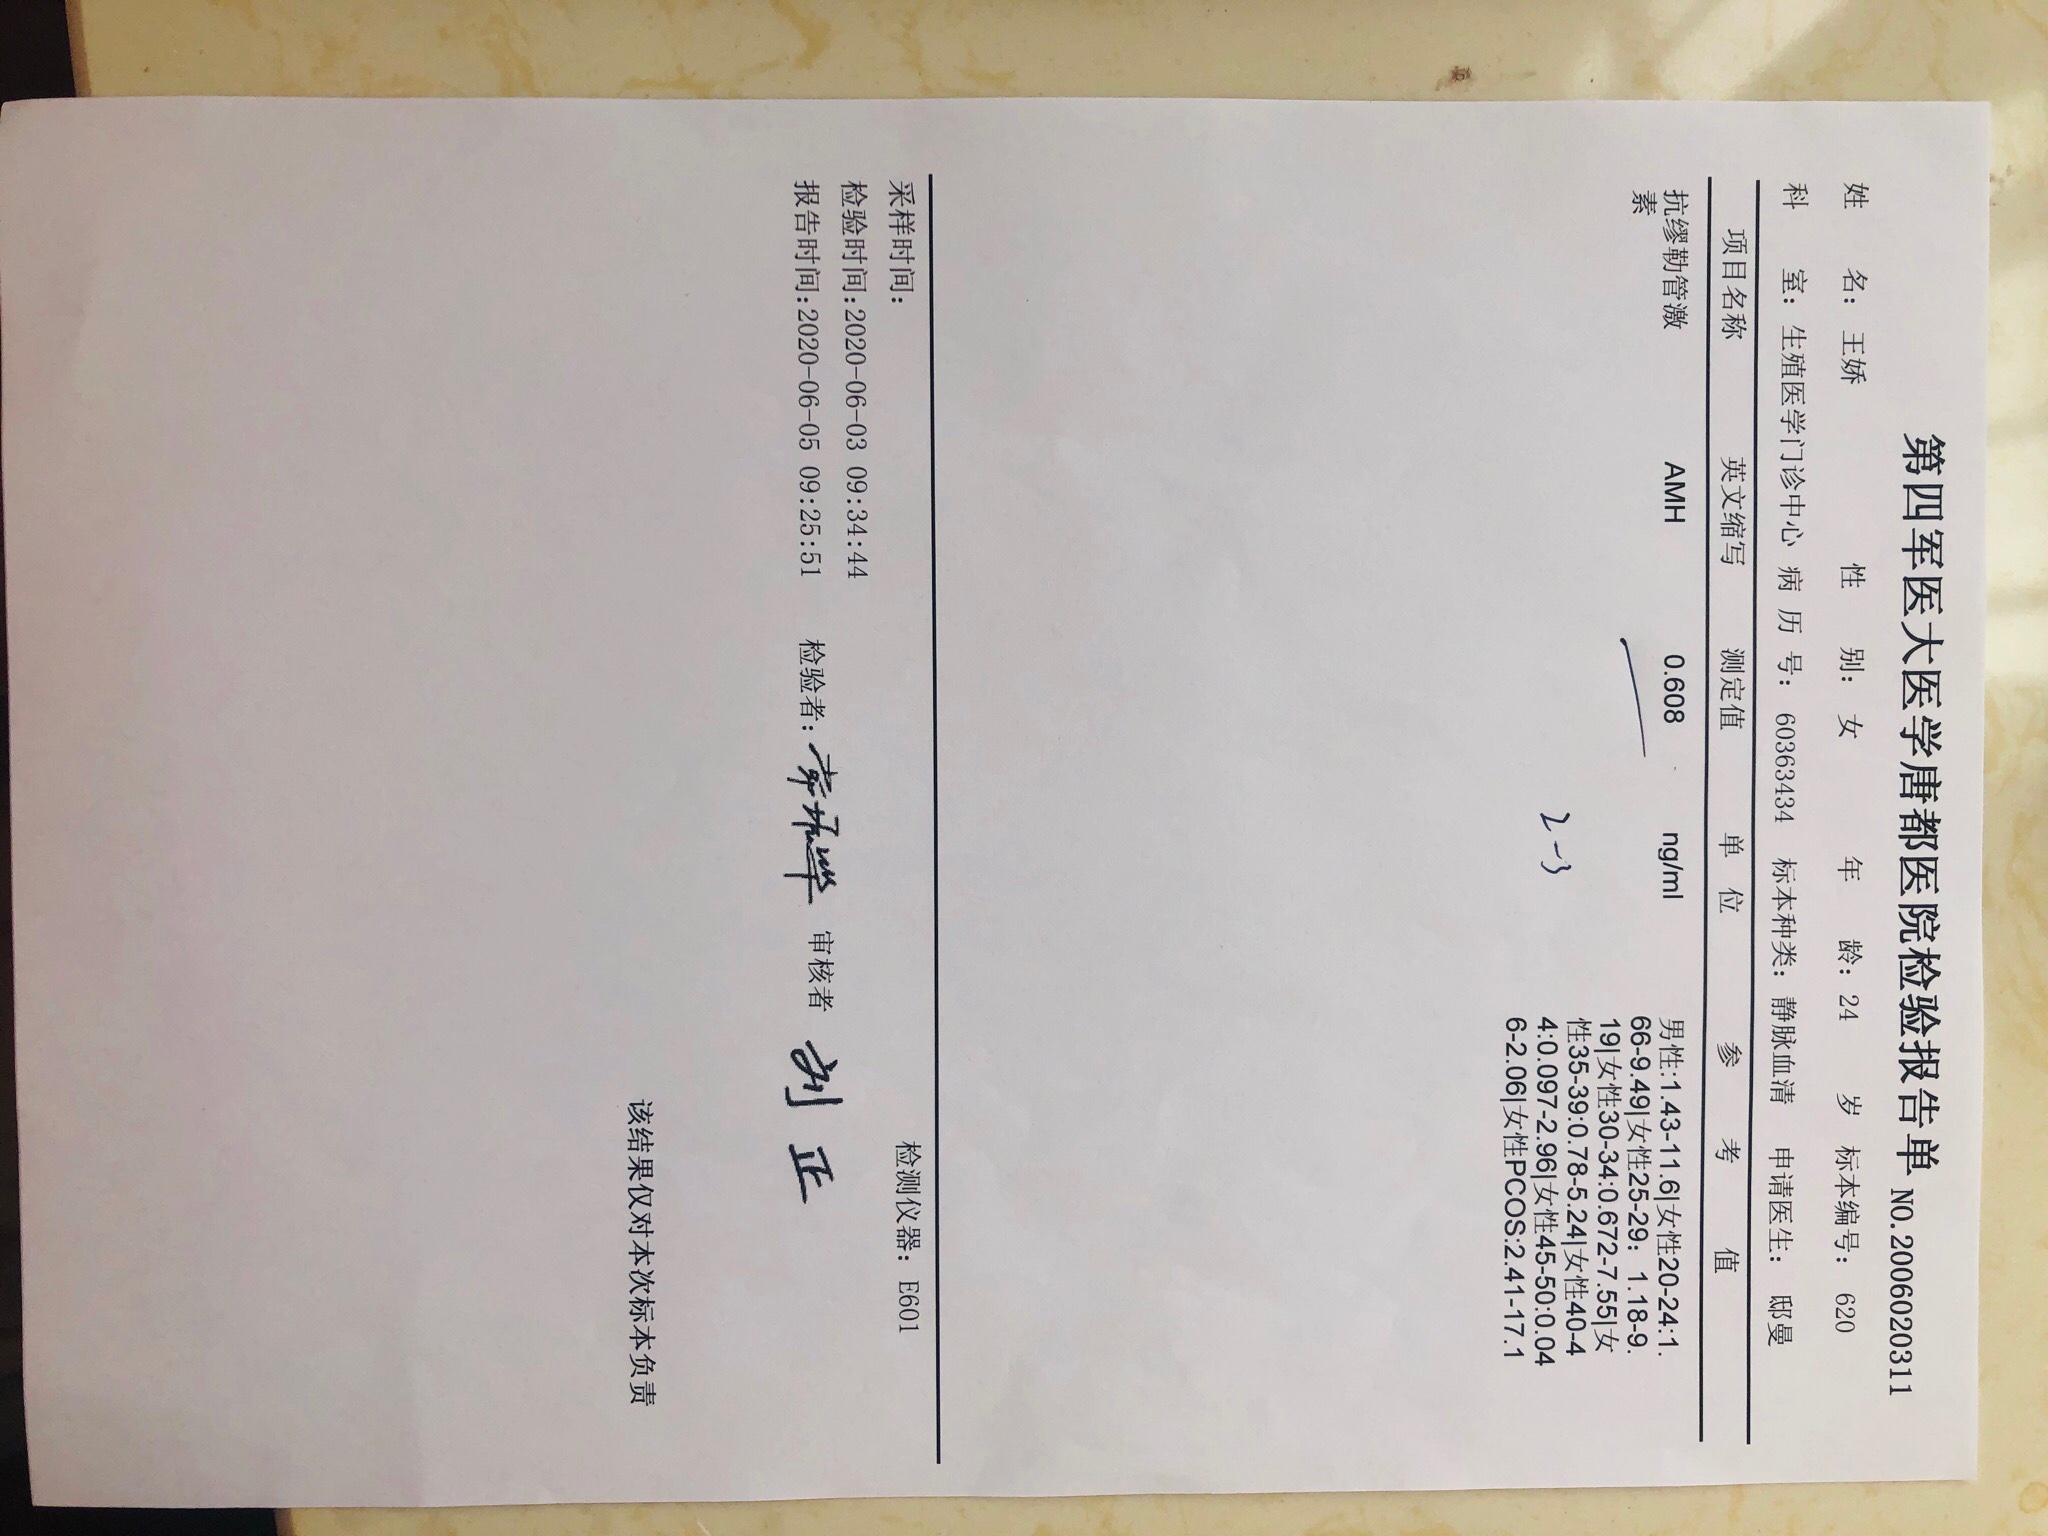 第四军医大医学唐都医院检验报告单 NO.2006020311
姓 名: 王娇 性 别: 女 年 龄: 24 岁 标本编号: 620
科 室: 生殖医学门诊中心 病 历 号: 60363434 标本种类: 静脉血清 申请医生: 邸曼
项目名称 英文缩写 测定值 单 位 参 考 值
抗缪勒管激素 AMH 0.608 ng/ml 男性:1.43-11.6|女性20-24:1.
66-9.49|女性25-29: 1.18-9.
19|女性30-34:0.672-7.55|女
性35-39:0.78-5.24|女性40-4
4:0.097-2.96|女性45-50:0.04
6-2.06|女性PCOS:2.41-17.1
2-3
采样时间: 检测仪器: E601
检验时间:2020-06-03 09:34:44
报告时间:2020-06-05 09:25:51 检验者: 审核者 刘正
该结果仅对本次标本负责